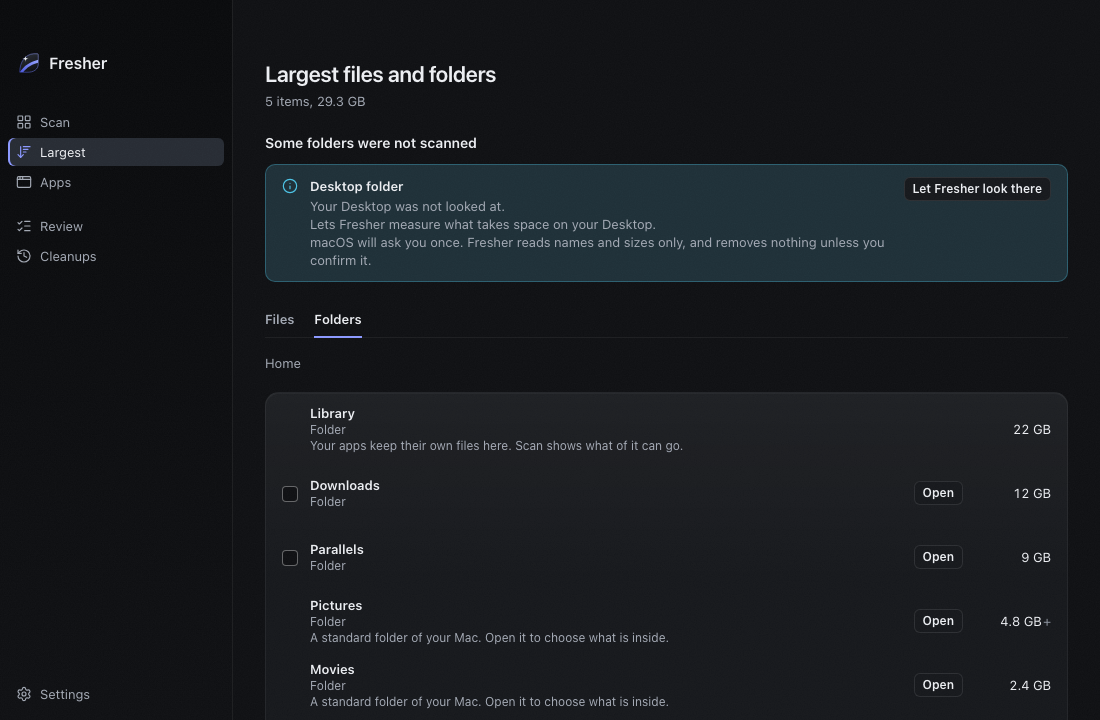 Fresher
Scan
Largest
Apps
Review
Cleanups
Settings
Largest files and folders
5 items, 29.3 GB
Some folders were not scanned
Desktop folder
Your Desktop was not looked at.
Lets Fresher measure what takes space on your Desktop.
macOS will ask you once. Fresher reads names and sizes only, and removes nothing unless you
confirm it.
Let Fresher look there
Files Folders
Home
Library
Folder
Your apps keep their own files here. Scan shows what of it can go.
22 GB
Downloads
Folder
Open 12 GB
Parallels
Folder
Open 9 GB
Pictures
Folder
A standard folder of your Mac. Open it to choose what is inside.
Open 4.8 GB+
Movies
Folder
A standard folder of your Mac. Open it to choose what is inside.
Open 2.4 GB